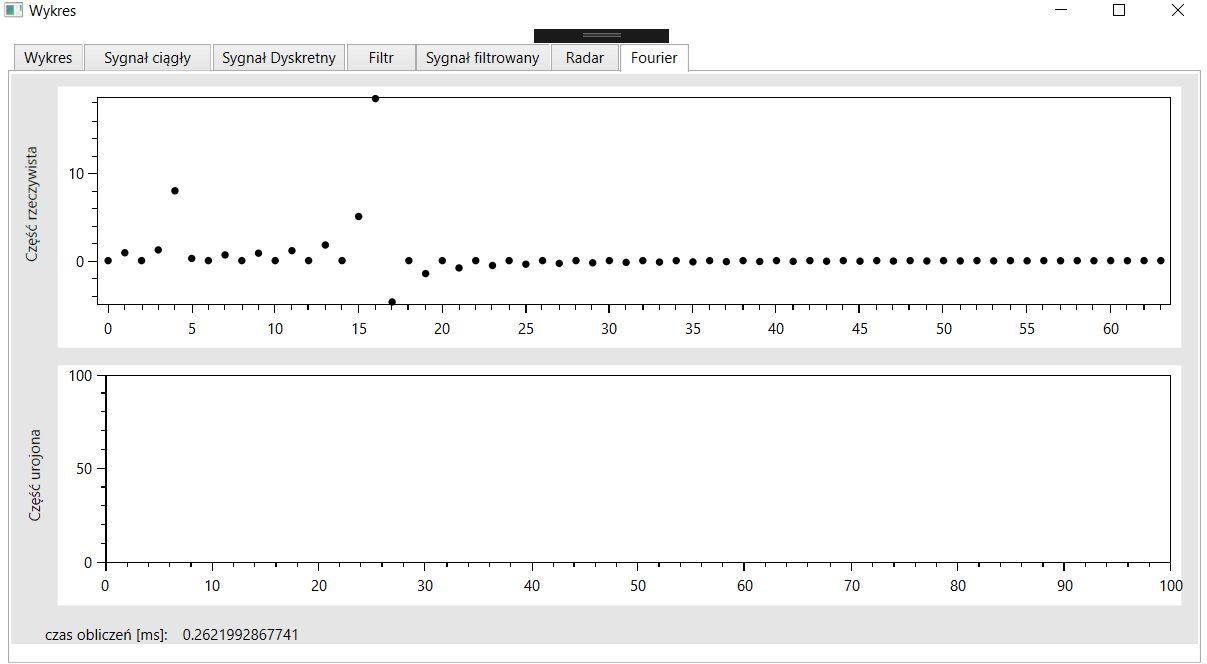 Wykres
Wykres Sygnał ciągły Sygnał Dyskretny Filtr Sygnał filtrowany Radar Fourier
Część rzeczywista
10
0
0 5 10 15 20 25 30 35 40 45 50 55 60
Część urojona
100
50
0
0 10 20 30 40 50 60 70 80 90 100
czas obliczeń [ms]: 0.2621992867741